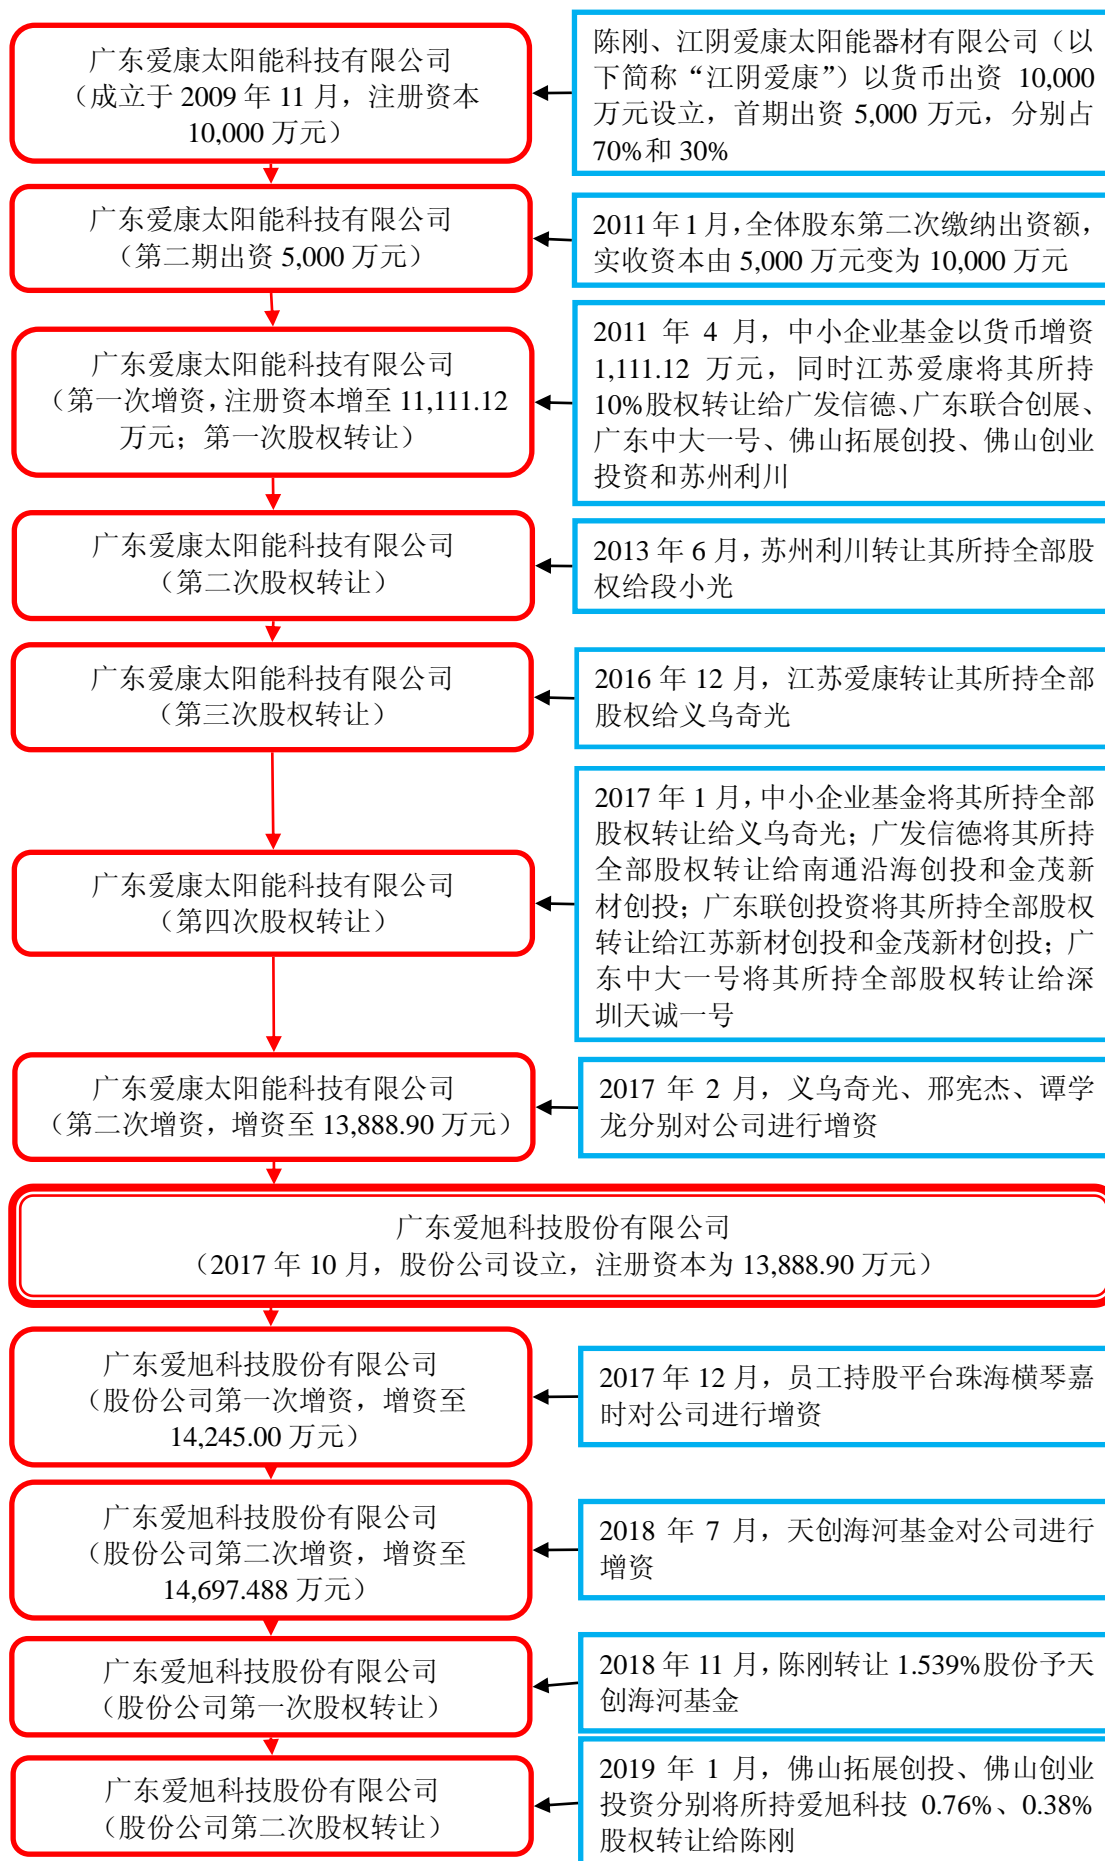 广东爱康太阳能科技有限公司
（成立于 2009 年 11 月，注册资本
10,000 万元）
陈刚、江阴爱康太阳能器材有限公司（以
下简称“江阴爱康”）以货币出资 10,000
万元设立，首期出资 5,000 万元，分别占
70%和 30%
广东爱康太阳能科技有限公司
（第二期出资 5,000 万元）
2011 年 1 月，全体股东第二次缴纳出资额，
实收资本由 5,000 万元变为 10,000 万元
广东爱康太阳能科技有限公司
（第一次增资，注册资本增至 11,111.12
万元；第一次股权转让）
2011 年 4 月，中小企业基金以货币增资
1,111.12 万元，同时江苏爱康将其所持
10%股权转让给广发信德、广东联合创展、
广东中大一号、佛山拓展创投、佛山创业
投资和苏州利川
广东爱康太阳能科技有限公司
（第二次股权转让）
2013 年 6 月，苏州利川转让其所持全部股
权给段小光
广东爱康太阳能科技有限公司
（第三次股权转让）
2016 年 12 月，江苏爱康转让其所持全部
股权给义乌奇光
广东爱康太阳能科技有限公司
（第四次股权转让）
2017 年 1 月，中小企业基金将其所持全部
股权转让给义乌奇光；广发信德将其所持
全部股权转让给南通沿海创投和金茂新
材创投；广东联创投资将其所持全部股权
转让给江苏新材创投和金茂新材创投；广
东中大一号将其所持全部股权转让给深
圳天诚一号
广东爱康太阳能科技有限公司
（第二次增资，增资至 13,888.90 万元）
2017 年 2 月，义乌奇光、邢宪杰、谭学
龙分别对公司进行增资
广东爱旭科技股份有限公司
（2017 年 10 月，股份公司设立，注册资本为 13,888.90 万元）
广东爱旭科技股份有限公司
（股份公司第一次增资，增资至
14,245.00 万元）
2017 年 12 月，员工持股平台珠海横琴嘉
时对公司进行增资
广东爱旭科技股份有限公司
（股份公司第二次增资，增资至
14,697.488 万元）
2018 年 7 月，天创海河基金对公司进行
增资
广东爱旭科技股份有限公司
（股份公司第一次股权转让）
2018 年 11 月，陈刚转让 1.539%股份予天
创海河基金
广东爱旭科技股份有限公司
（股份公司第二次股权转让）
2019 年 1 月，佛山拓展创投、佛山创业
投资分别将所持爱旭科技 0.76%、0.38%
股权转让给陈刚